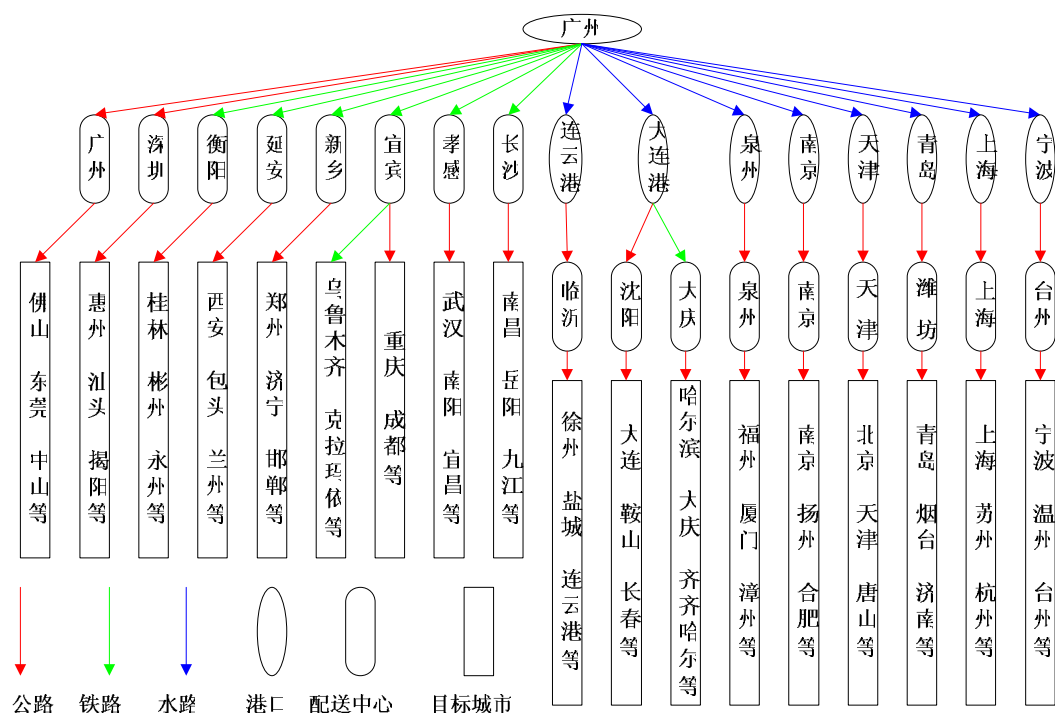 广州
广州
深圳
衡阳
延安
新乡
宜宾
孝感
长沙
连云港
大连港
泉州
南京
天津
青岛
上海
宁波
临沂
沈阳
大庆
泉州
南京
天 津
潍 坊
上海
台州
佛山 东莞 中山等
惠州 汕头 揭阳等
桂林 彬州 永州等
西安 包头 兰州等
郑州 济宁 邯郸等
乌鲁木齐 克拉玛依等
重庆 成都等
武汉 南阳 宜昌等
南昌 岳阳 九江等
徐州 盐城 连云港等
大连 鞍山 长春等
哈尔滨 大庆 齐齐哈尔等
福州 厦门 漳州等
南京 扬州 合肥等
北京 天津 唐山等
青岛 烟台 济南等
上海 苏州 杭州等
宁波 温州 台州等
公路 铁路 水路 港口 配送中心 目标城市